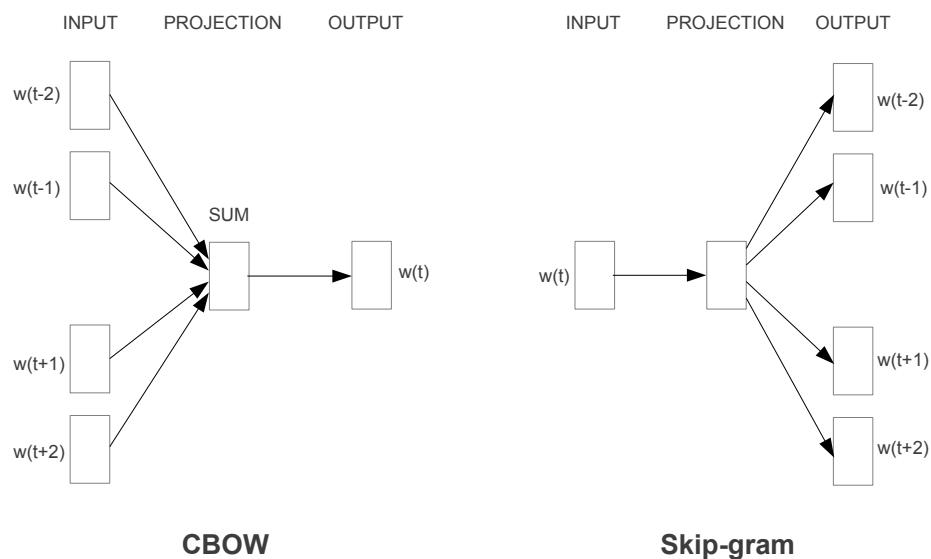 INPUT PROJECTION OUTPUT
w(t-2)
w(t-1)
SUM
w(t)
w(t+1)
w(t+2)
CBOW
INPUT PROJECTION OUTPUT
w(t-2)
w(t-1)
w(t)
w(t+1)
w(t+2)
Skip-gram